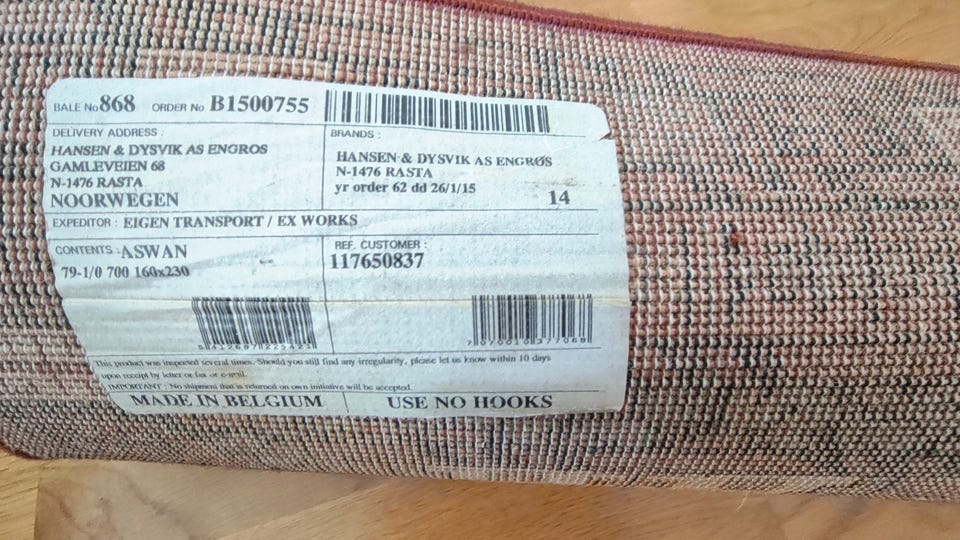 BALE No 868 ORDER No B1500755
DELIVERY ADDRESS :
HANSEN & DYSVIK AS ENGROS
GAMLEVEIEN 68
N-1476 RASTA
NOORWEGEN
BRANDS :
HANSEN & DYSVIK AS ENGROS
N-1476 RASTA
yr order 62 dd 26/1/15
14
EXPEDITOR : EIGEN TRANSPORT / EX WORKS
CONTENTS : ASWAN
79-1/0 700 160x230
REF. CUSTOMER :
117650837
7 070010 377068
This product was inspected several times. Should you still find any irregularity, please let us know within 10 days
upon receipt by letter or fax or e-mail.
IMPORTANT : No shipment that is returned on own initiative will be accepted.
MADE IN BELGIUM USE NO HOOKS